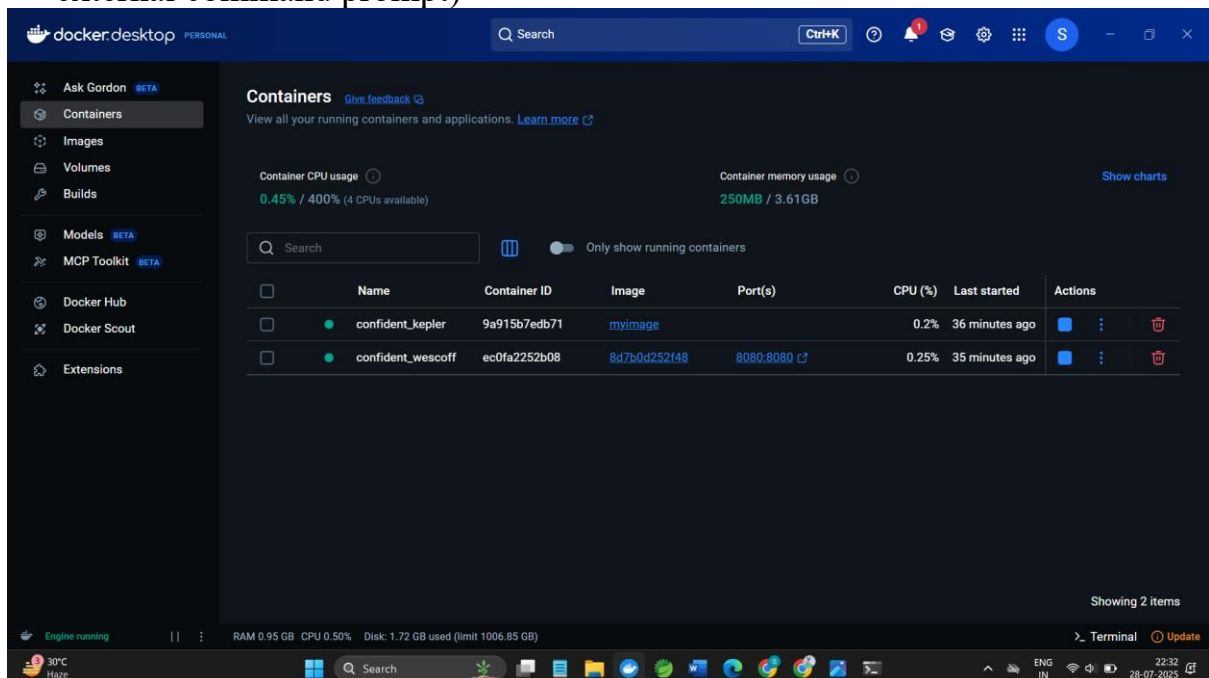 external command prompt)
docker.desktop PERSONAL
Search
Ctrl+K
1
S
Ask Gordon BETA
Containers
Images
Volumes
Builds
Models BETA
MCP Toolkit BETA
Docker Hub
Docker Scout
Extensions
Containers Give feedback
View all your running containers and applications. Learn more
Container CPU usage
0.45% / 400% (4 CPUs available)
Container memory usage
250MB / 3.61GB
Show charts
Search
Only show running containers
Name Container ID Image Port(s) CPU (%) Last started Actions
confident_kepler 9a915b7edb71 myimage 0.2% 36 minutes ago
confident_wescoff ec0fa2252b08 8d7b0d252f48 8080:8080 0.25% 35 minutes ago
Showing 2 items
Engine running RAM 0.95 GB CPU 0.50% Disk: 1.72 GB used (limit 1006.85 GB) >_ Terminal Update
3
30°C
Haze
Search
ENG
IN
22:32
28-07-2025